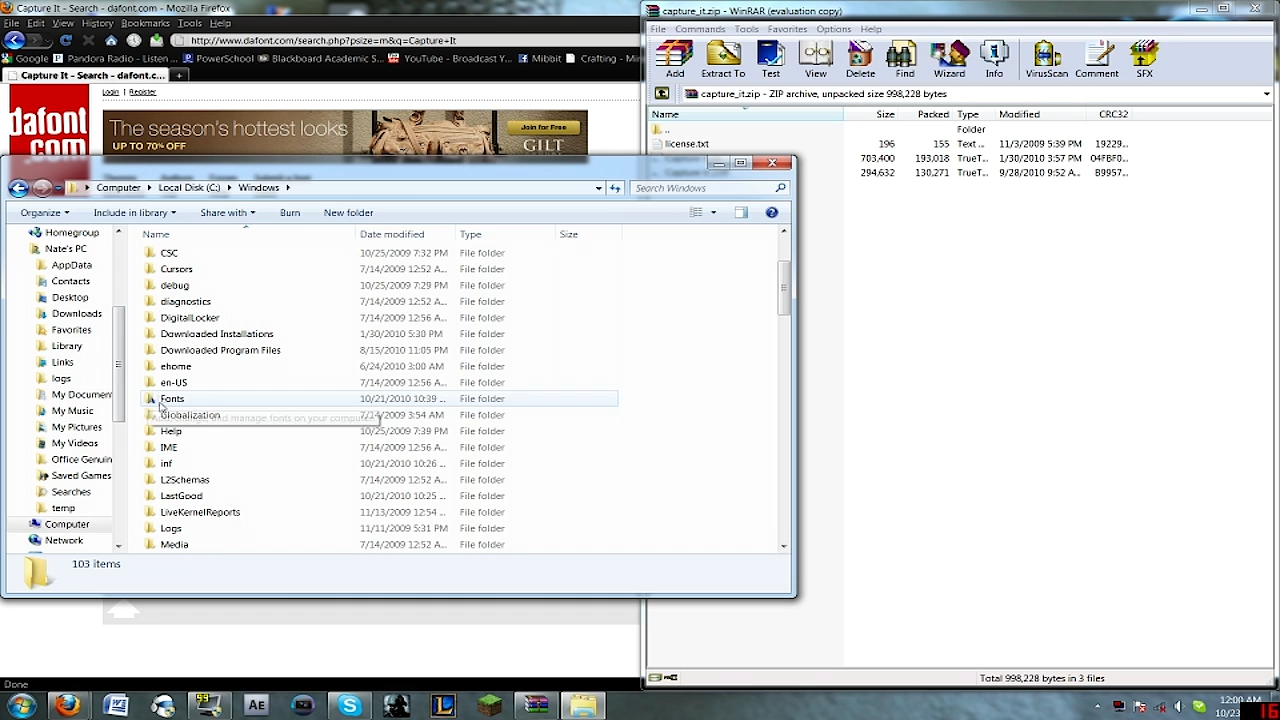 Capture It - Search - dafont.com - Mozilla Firefox
File Edit View History Bookmarks Tools Help
http://www.dafont.com/search.php?psize=m&q=Capture+It
Google Pandora Radio - Listen ... PowerSchool Blackboard Academic S... YouTube - Broadcast Y... Mibbit Crafting - Min
Capture It - Search - dafont.com
Login | Register
dafont
.com
The season's hottest looks
UP TO 70% OFF
Join for Free
GILT
capture_it.zip - WinRAR (evaluation copy)
File Commands Tools Favorites Options Help
Add Extract To Test View Delete Find Wizard Info VirusScan Comment SFX
capture_it.zip - ZIP archive, unpacked size 998,228 bytes
Name Size Packed Type Modified CRC32
.. Folder
license.txt 196 155 Text ... 11/3/2009 5:39 PM 19229...
703,400 193,018 TrueT... 1/30/2010 3:57 PM 04FBF0...
294,632 130,271 TrueT... 9/28/2010 9:52 A... B9957...
Total 998,228 bytes in 3 files
Computer Local Disk (C:) Windows
Search Windows
Organize Include in library Share with Burn New folder
Name Date modified Type Size
Homegroup
Nate's PC
AppData
Contacts
Desktop
Downloads
Favorites
Library
Links
logs
My Documen
My Music
My Pictures
My Videos
Office Genuin
Saved Games
Searches
temp
Computer
Network
CSC 10/25/2009 7:32 PM File folder
Cursors 7/14/2009 12:52 A... File folder
debug 10/25/2009 7:29 PM File folder
diagnostics 7/14/2009 12:52 A... File folder
DigitalLocker 7/14/2009 12:56 A... File folder
Downloaded Installations 1/30/2010 5:30 PM File folder
Downloaded Program Files 8/15/2010 11:05 PM File folder
ehome 6/24/2010 3:00 AM File folder
en-US 7/14/2009 12:56 A... File folder
Fonts 10/21/2010 10:39 ... File folder
Globalization 7/14/2009 3:54 AM File folder
Help 10/25/2009 7:39 PM File folder
IME 7/14/2009 12:56 A... File folder
inf 10/21/2010 10:26 ... File folder
L2Schemas 7/14/2009 12:52 A... File folder
LastGood 10/21/2010 10:25 ... File folder
LiveKernelReports 11/13/2009 12:54 ... File folder
Logs 11/11/2009 5:31 PM File folder
Media 7/14/2009 12:52 A... File folder
103 items
Done
12:00 AM
10/23
16